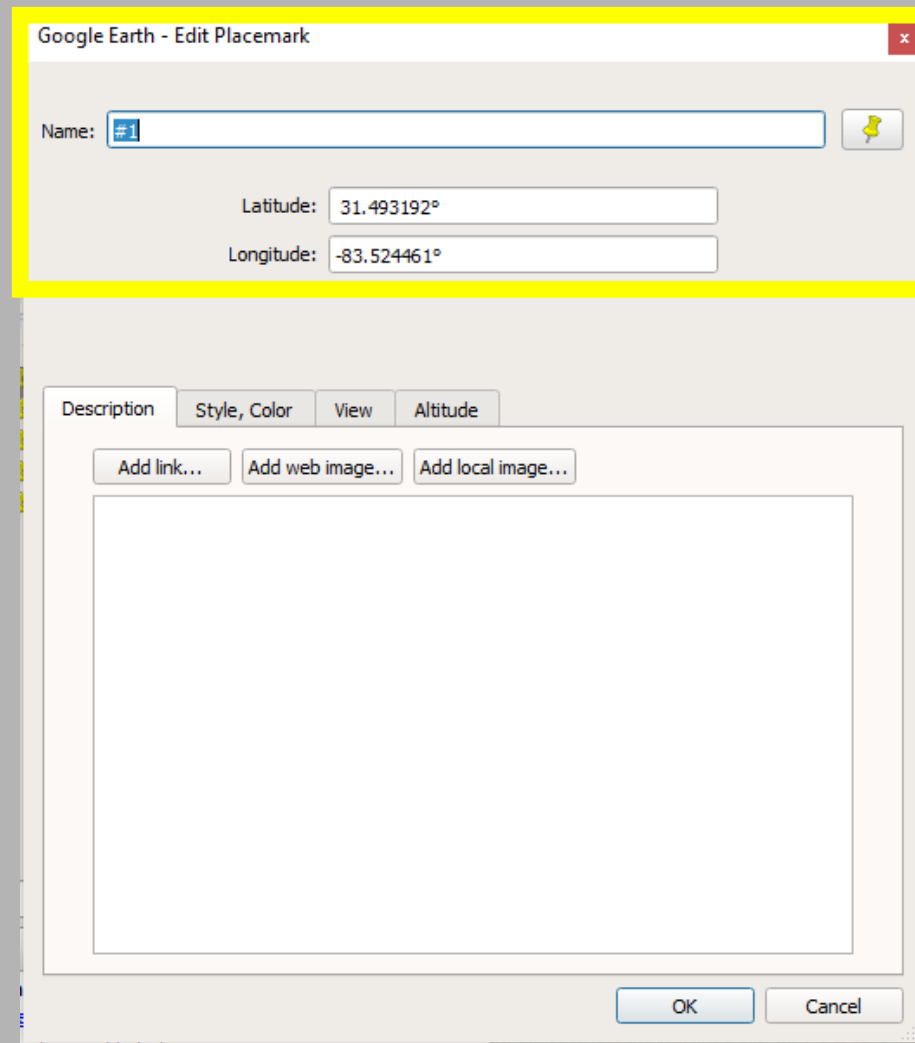 Google Earth - Edit Placemark
x
Name: #1
Latitude: 31.493192°
Longitude: -83.524461°
Description Style, Color View Altitude
Add link... Add web image... Add local image...
OK Cancel